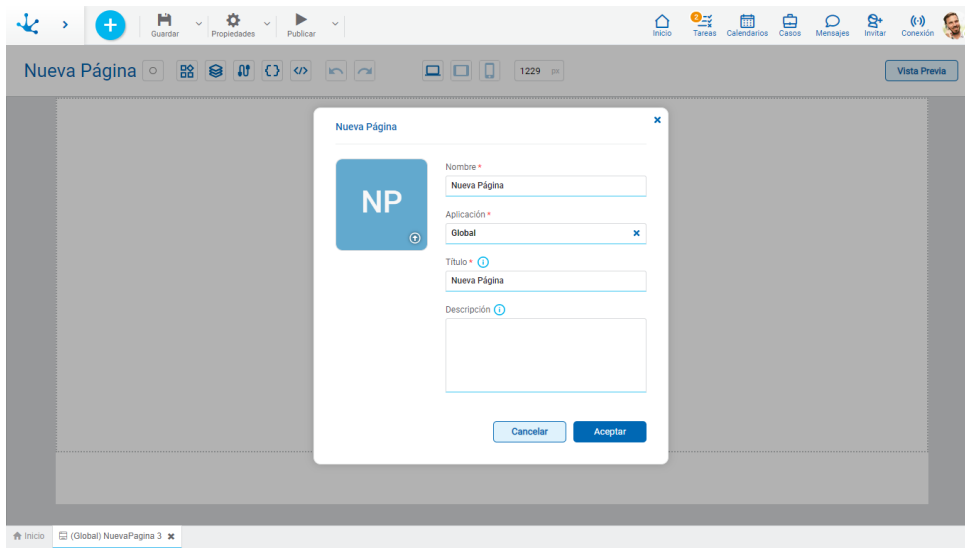 Guardar
Propiedades
Publicar
Inicio
2
Tareas
Calendarios
Casos
Mensajes
Invitar
Conexión
Nueva Página
1229 px
Vista Previa
Nueva Página
NP
Nombre *
Nueva Página
Aplicación *
Global
Título *
Nueva Página
Descripción
Cancelar
Aceptar
Inicio
(Global) NuevaPagina 3